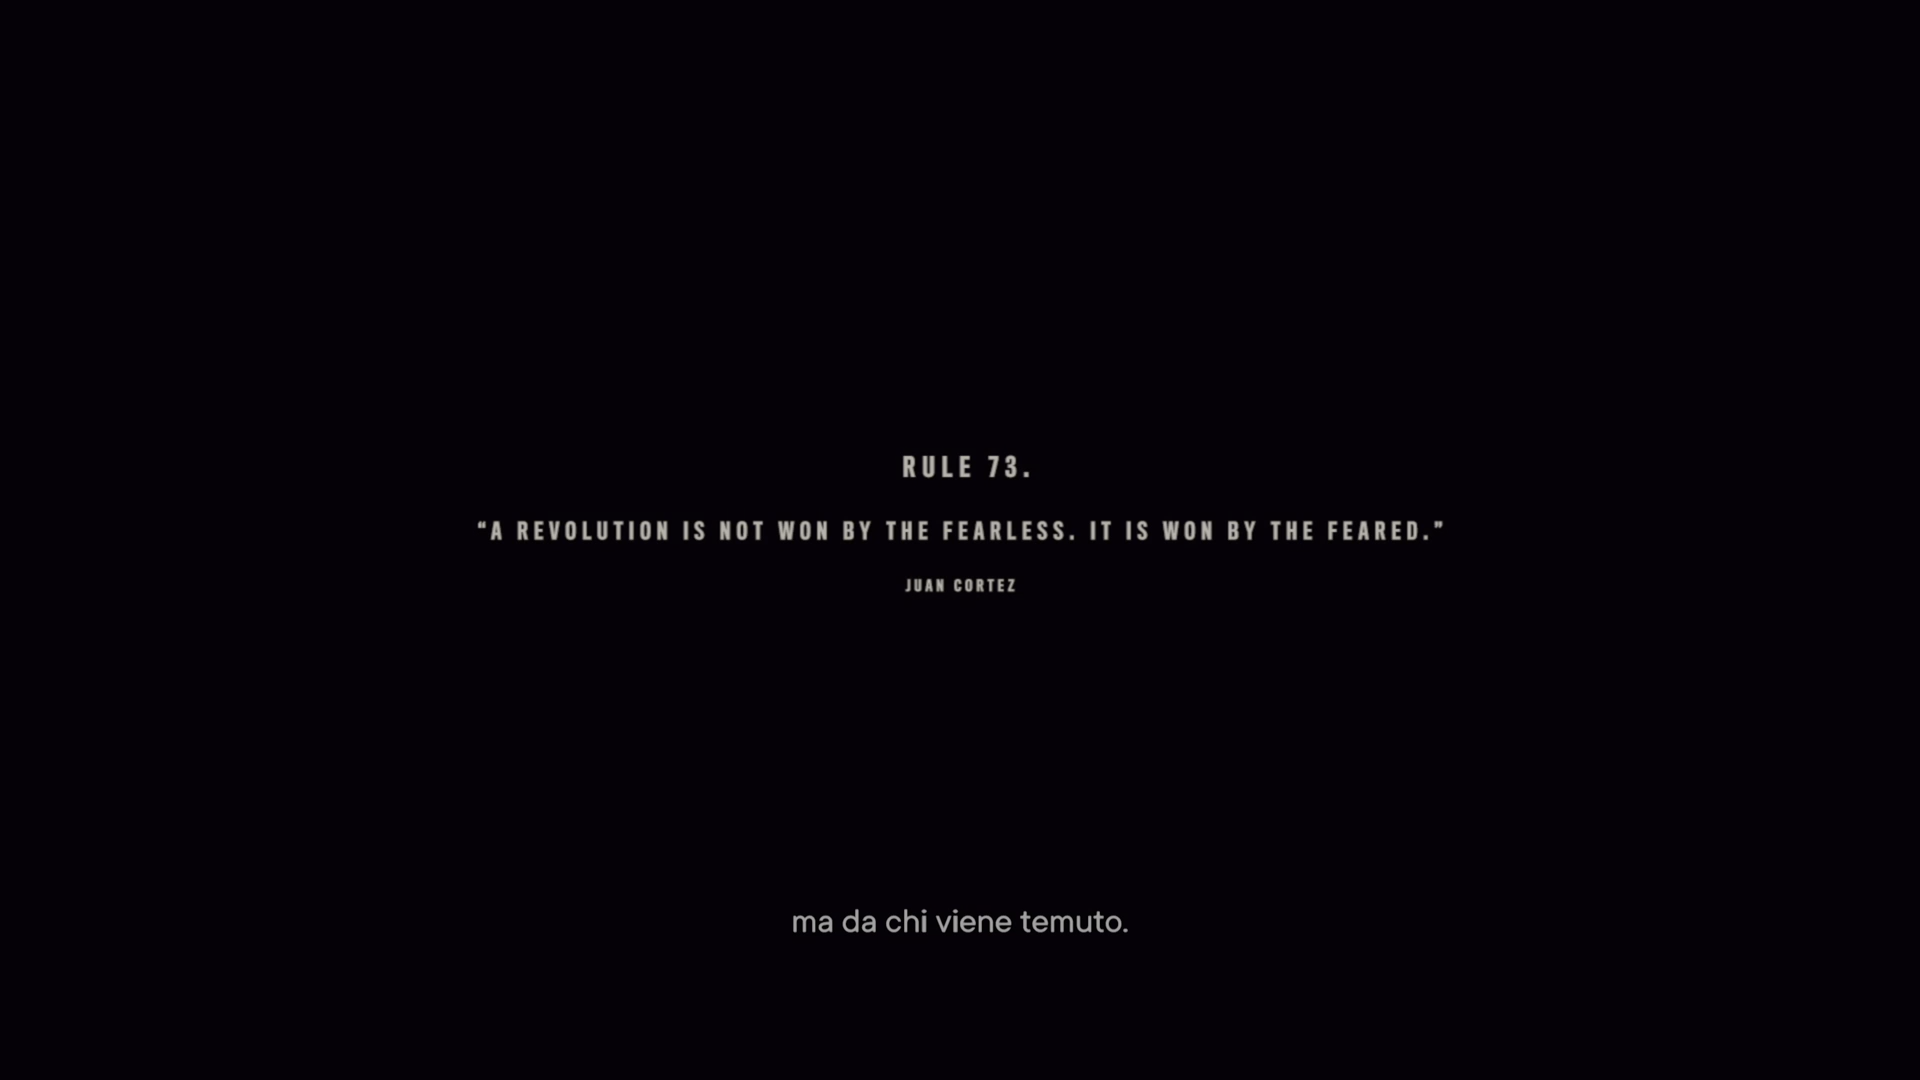 RULE 73.
“A REVOLUTION IS NOT WON BY THE FEARLESS. IT IS WON BY THE FEARED.”
JUAN CORTEZ
ma da chi viene temuto.